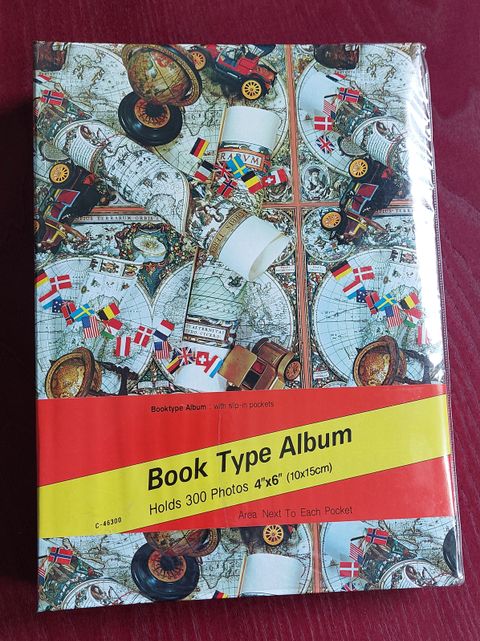 Booktype Album : with slip-in pockets
Book Type Album
Holds 300 Photos 4"x6" (10x15cm)
Area Next To Each Pocket
C-46300